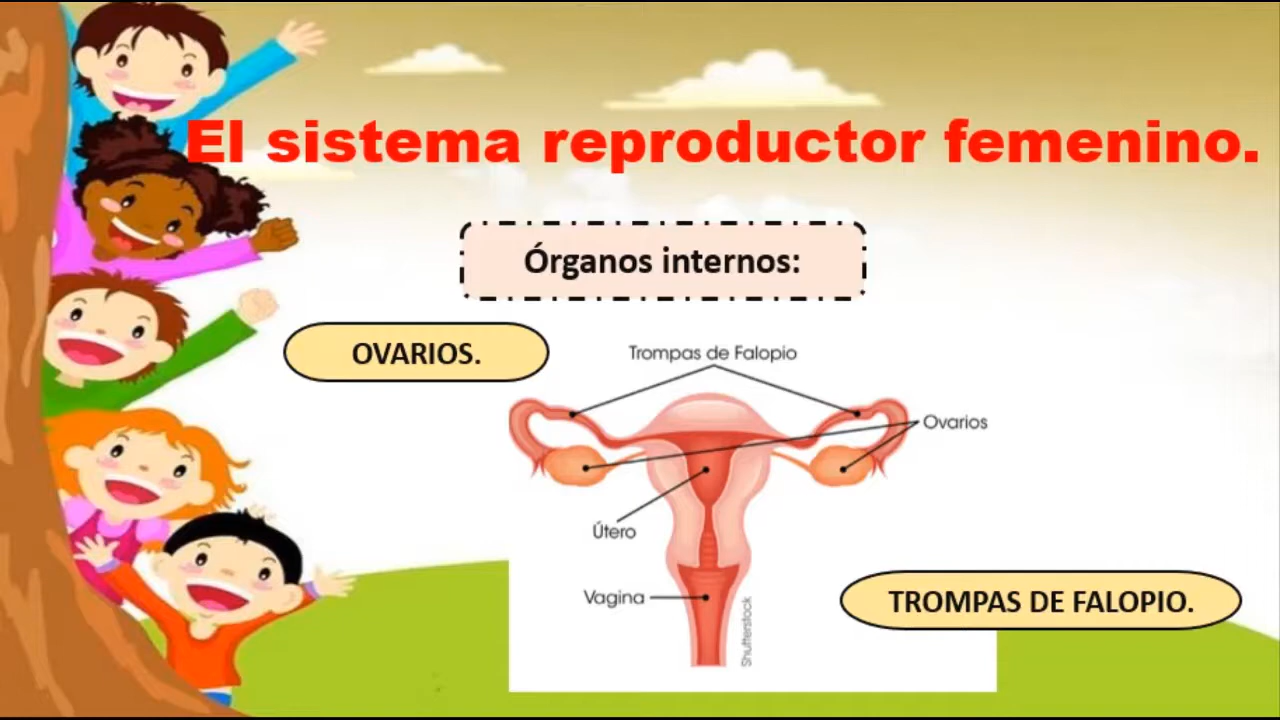 El sistema reproductor femenino.
Órganos internos:
OVARIOS.
Trompas de Falopio
Ovarios
Útero
Vagina
Shutterstock
TROMPAS DE FALOPIO.